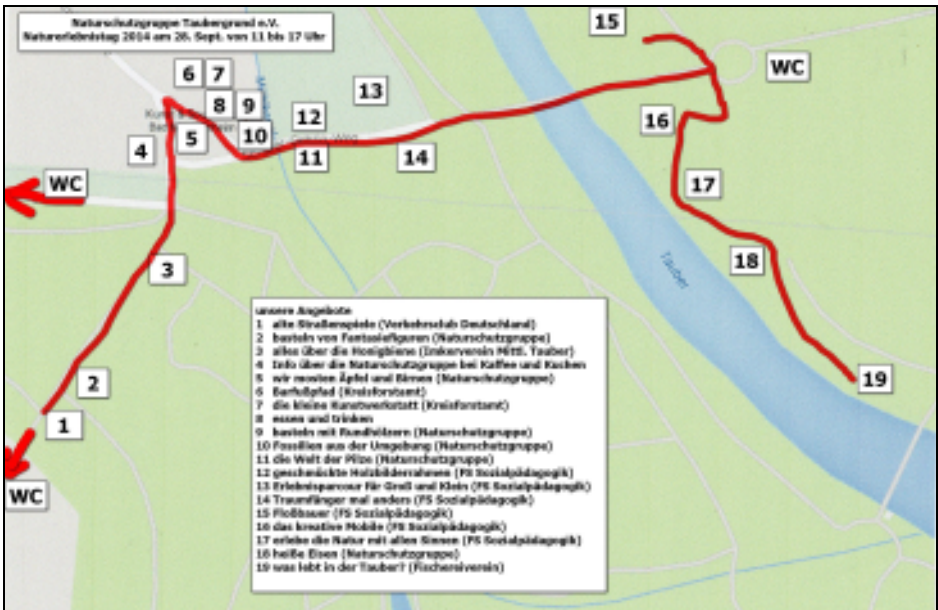 Naturschutzgruppe Taubergrund e.V.
Naturerlebnistag 2014 am 28. Sept. von 11 bis 17 Uhr
15
WC
6 7
13
8 9
12
16
10
5
4
11
14
WC
17
18
3
Tauber
19
2
1
WC
unsere Angebote
1 alte Straßenspiele (Verkehrsclub Deutschland)
2 basteln von Fantasiefiguren (Naturschutzgruppe)
3 alles über die Honigbiene (Imkerverein Mittl. Tauber)
4 Info über die Naturschutzgruppe bei Kaffee und Kuchen
5 wir mosten Äpfel und Birnen (Naturschutzgruppe)
6 Barfußpfad (Kreisforstamt)
7 die kleine Kunstwerkstatt (Kreisforstamt)
8 essen und trinken
9 basteln mit Rundhölzern (Naturschutzgruppe)
10 Fossilien aus der Umgebung (Naturschutzgruppe)
11 die Welt der Pilze (Naturschutzgruppe)
12 geschmückte Holzbilderrahmen (FS Sozialpädagogik)
13 Erlebnisparcour für Groß und Klein (FS Sozialpädagogik)
14 Traumfänger mal anders (FS Sozialpädagogik)
15 Floßbauer (FS Sozialpädagogik)
16 das kreative Mobile (FS Sozialpädagogik)
17 erlebe die Natur mit allen Sinnen (FS Sozialpädagogik)
18 heiße Eisen (Naturschutzgruppe)
19 was lebt in der Tauber? (Fischereiverein)